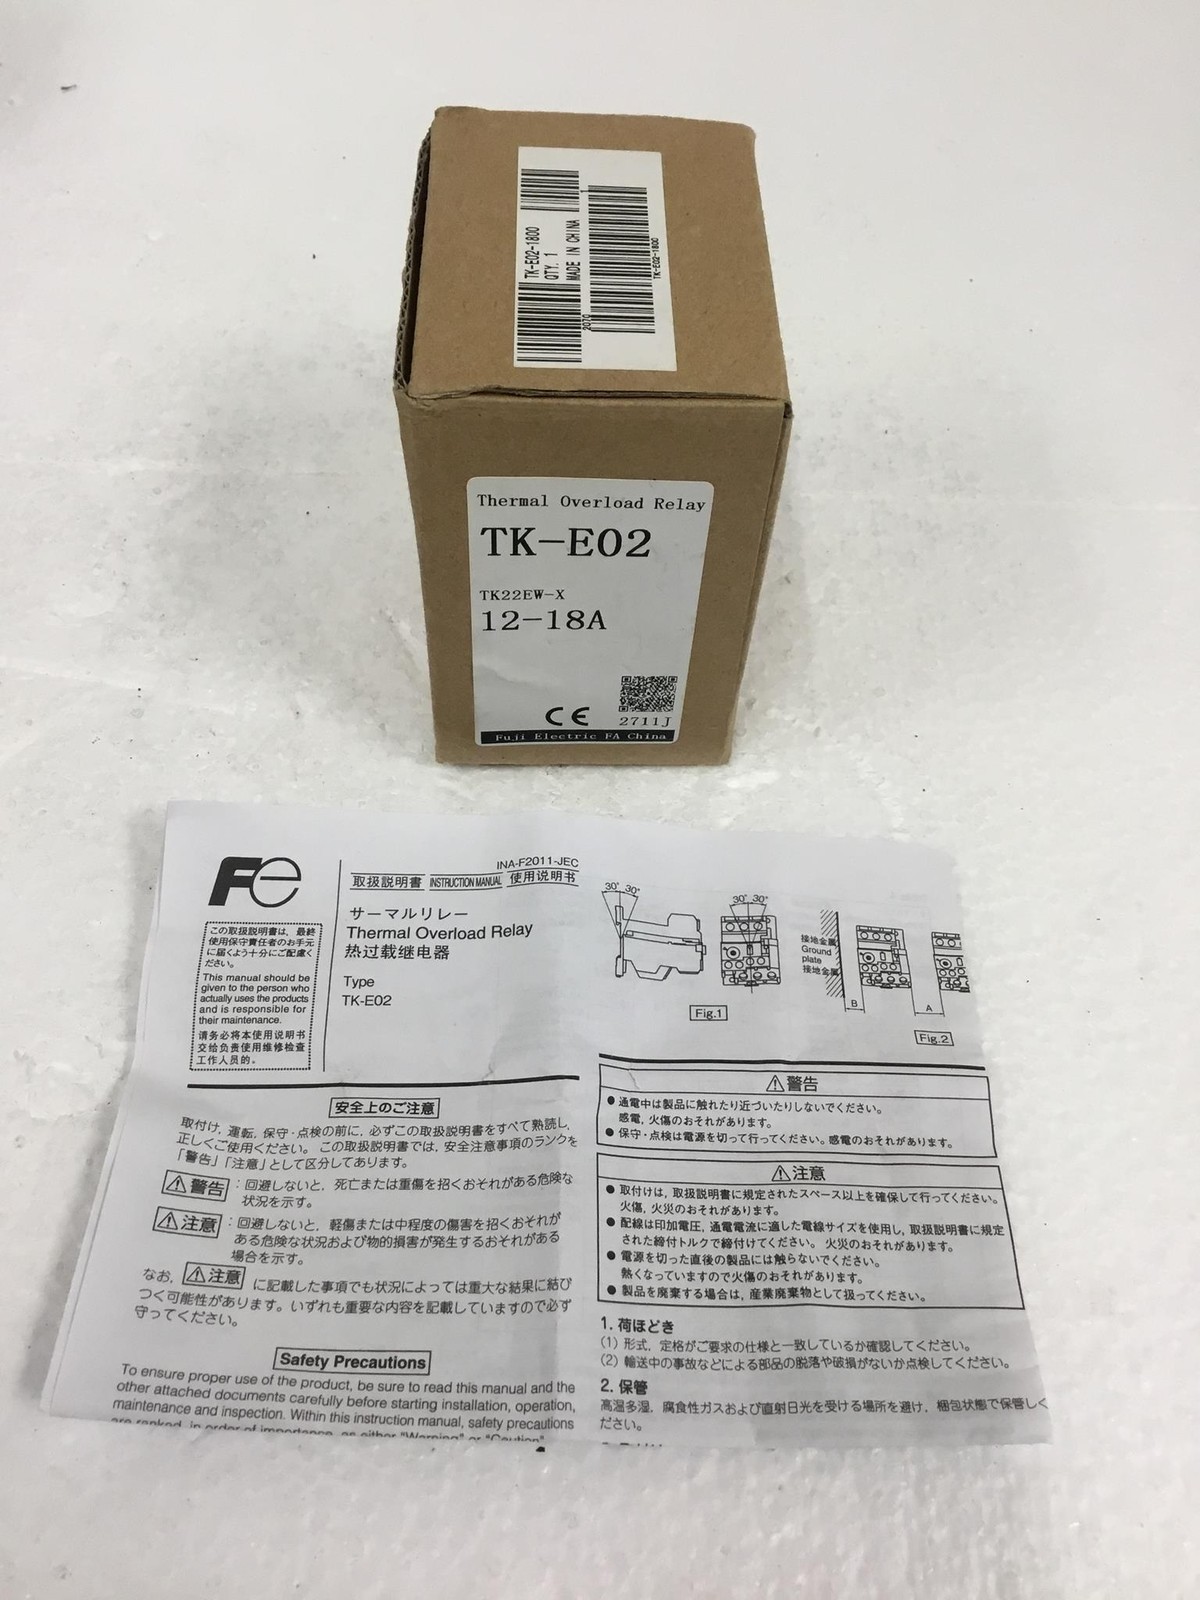 TK-E02-1800
QTY. 1
MADE IN CHINA
1
2070
TK-E02-1800
Thermal Overload Relay
TK-E02
TK22EW-X
12-18A
CE
2711J
Fuji Electric FA China
Fe
INA-F2011-JEC
取扱説明書 INSTRUCTION MANUAL 使用说明书
サーマルリレー
Thermal Overload Relay
热过载继电器
Type
TK-E02
この取扱説明書は、最終
使用保守責任者のお手元
に届くよう十分にご配慮く
ださい。
This manual should be
given to the person who
actually uses the products
and is responsible for
their maintenance.
请务必将本使用说明书
交给负责使用维修检查
工作人员的。
安全上のご注意
取付け, 運転, 保守・点検の前に, 必ずこの取扱説明書をすべて熟読し,
正しくご使用ください。この取扱説明書では, 安全注意事項のランクを
「警告」「注意」として区分してあります。
⚠警告 : 回避しないと, 死亡または重傷を招くおそれがある危険な
状況を示す。
⚠注意 : 回避しないと, 軽傷または中程度の傷害を招くおそれが
ある危険な状況および物的損害が発生するおそれがある
場合を示す。
なお, ⚠注意 に記載した事項でも状況によっては重大な結果に結び
つく可能性があります。いずれも重要な内容を記載していますので必ず
守ってください。
Safety Precautions
To ensure proper use of the product, be sure to read this manual and the
other attached documents carefully before starting installation, operation,
maintenance and inspection. Within this instruction manual, safety precautions
are ranked, in order of importance, as either "Warning" or "Caution".
30° 30°
30° 30°
Fig.1
接地金属
Ground
plate
接地金属
B
A
Fig.2
⚠警告
● 通電中は製品に触れたり近づいたりしないでください。
感電, 火傷のおそれがあります。
● 保守・点検は電源を切って行ってください。感電のおそれがあります。
⚠注意
● 取付けは, 取扱説明書に規定されたスペース以上を確保して行ってください。
火傷, 火災のおそれがあります。
● 配線は印加電圧, 通電電流に適した電線サイズを使用し, 取扱説明書に規定
された締付トルクで締付けてください。 火災のおそれがあります。
● 電源を切った直後の製品には触らないでください。
熱くなっていますので火傷のおそれがあります。
● 製品を廃棄する場合は, 産業廃棄物として扱ってください。
1. 荷ほどき
(1) 形式, 定格がご要求の仕様と一致しているか確認してください。
(2) 輸送中の事故などによる部品の脱落や破損がないか点検してください。
2. 保管
高温多湿, 腐食性ガスおよび直射日光を受ける場所を避け, 梱包状態で保管しく
ださい。